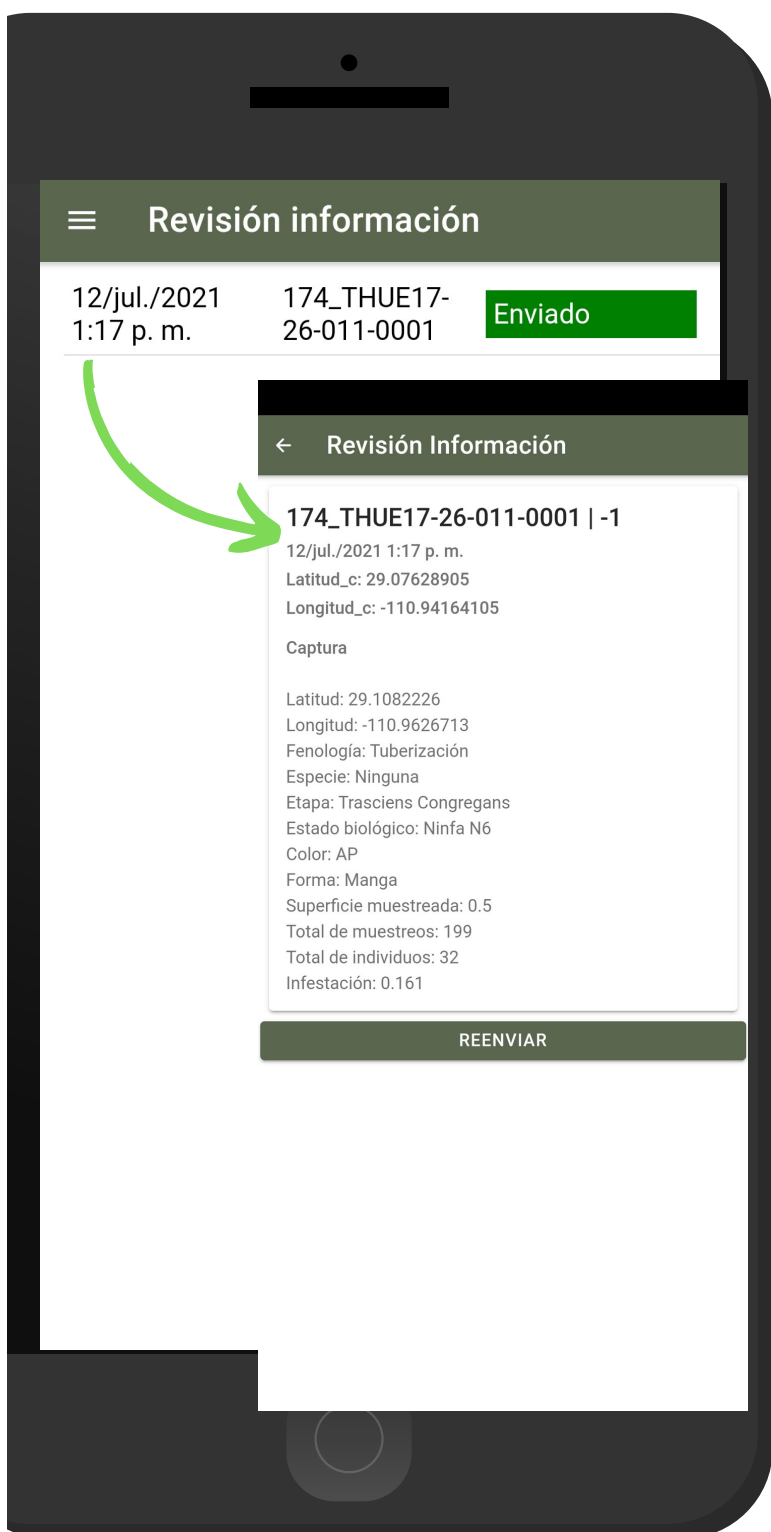 Revisión información
12/jul./2021
1:17 p. m.
174_THUE17-
26-011-0001
Enviado
Revisión Información
174_THUE17-26-011-0001 | -1
12/jul./2021 1:17 p. m.
Latitud_c: 29.07628905
Longitud_c: -110.94164105
Captura
Latitud: 29.1082226
Longitud: -110.9626713
Fenología: Tuberización
Especie: Ninguna
Etapa: Trasciens Congregans
Estado biológico: Ninfa N6
Color: AP
Forma: Manga
Superficie muestreada: 0.5
Total de muestreos: 199
Total de individuos: 32
Infestación: 0.161
REENVIAR